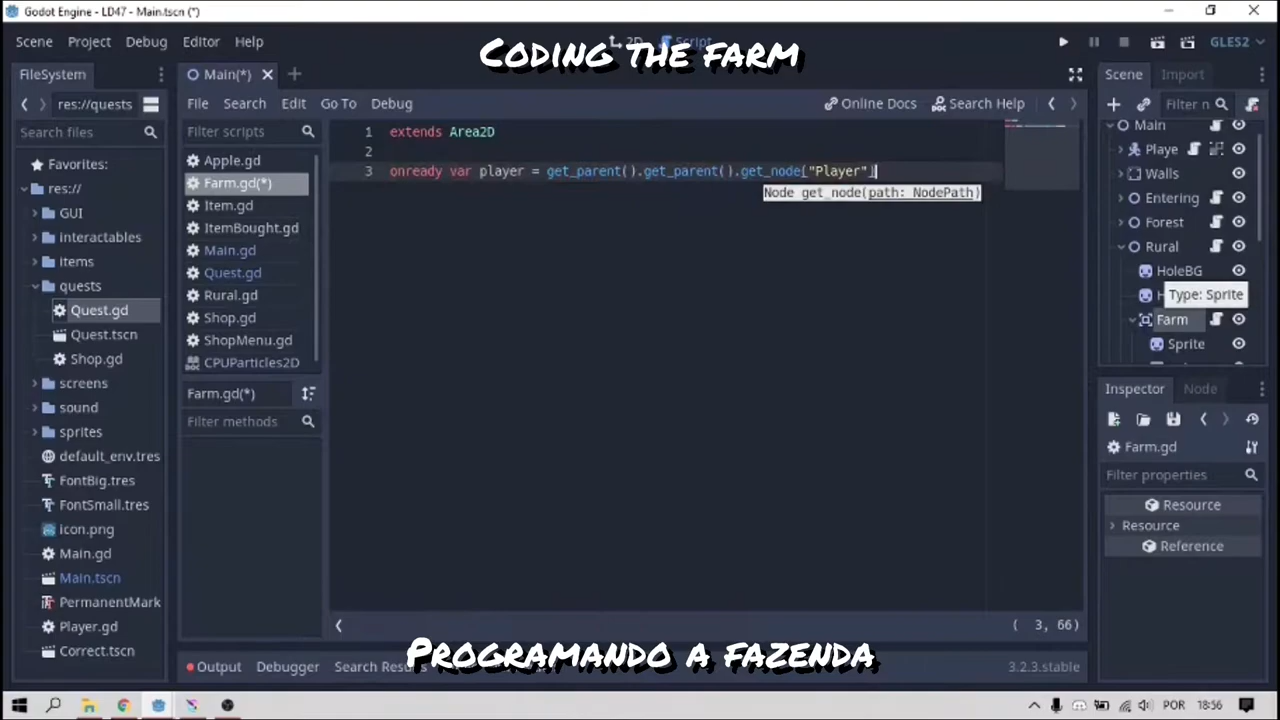 Godot Engine - LD47 - Main.tscn (*)
Scene Project Debug Editor Help
2D Script
GLES2
CODING THE FARM
FileSystem
Main(*)
Scene Import
res://quests
File Search Edit Go To Debug
Online Docs Search Help
Filter n
Search files
Filter scripts
Favorites:
res://
GUI
interactables
items
quests
Quest.gd
Quest.tscn
Shop.gd
screens
sound
sprites
default_env.tres
FontBig.tres
FontSmall.tres
icon.png
Main.gd
Main.tscn
PermanentMark
Player.gd
Correct.tscn
Apple.gd
Farm.gd(*)
Item.gd
ItemBought.gd
Main.gd
Quest.gd
Rural.gd
Shop.gd
ShopMenu.gd
CPUParticles2D
Farm.gd(*)
Filter methods
1 extends Area2D
2
3 onready var player = get_parent().get_parent().get_node("Player")
Node get_node(path: NodePath)
( 3, 66)
Main
Playe
Walls
Entering
Forest
Rural
HoleBG
H
Type: Sprite
Farm
Sprite
Inspector Node
Farm.gd
Filter properties
Resource
Resource
Reference
PROGRAMANDO A FAZENDA
Output Debugger Search Results
3.2.3.stable
POR 18:56